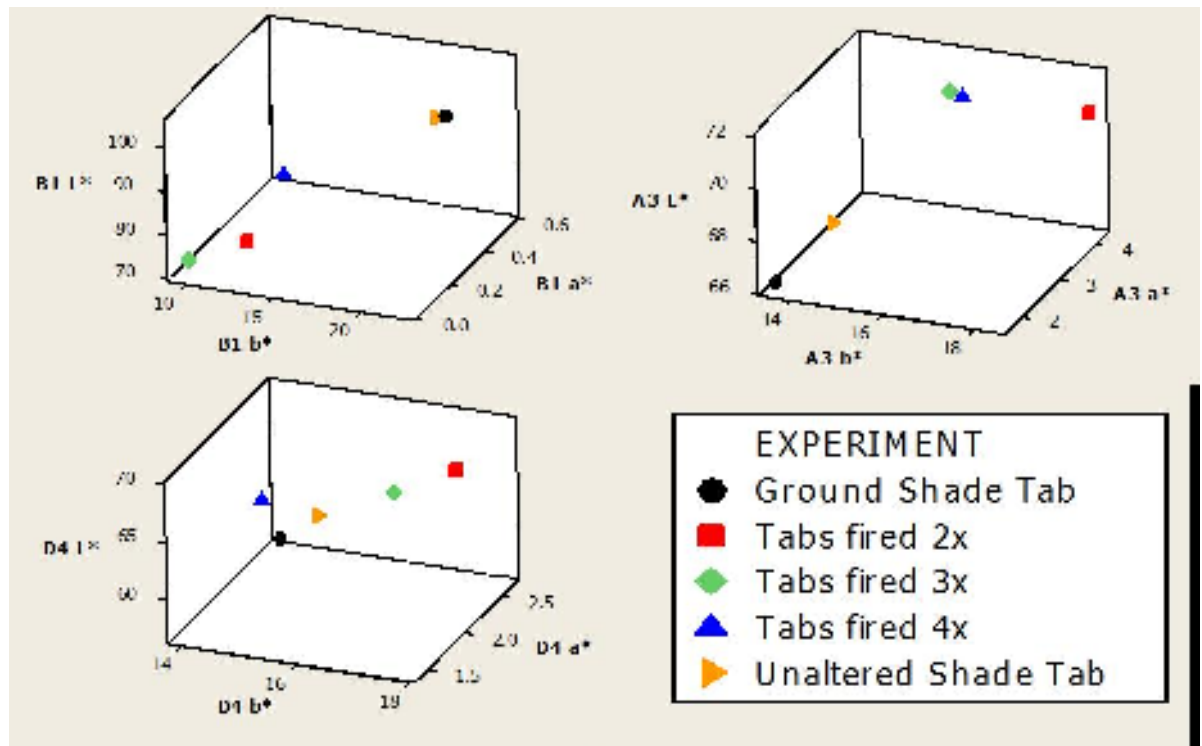 100
90
B1 L*
90
70
10
15
20
B1 b*
0.0
0.2
0.4
0.6
B1 a*
72
70
A3 L*
68
66
14
16
18
A3 b*
2
3
4
A3 a*
70
D4 L*
65
60
14
16
18
D4 b*
1.5
2.0
2.5
D4 a*
EXPERIMENT
Ground Shade Tab
Tabs fired 2x
Tabs fired 3x
Tabs fired 4x
Unaltered Shade Tab